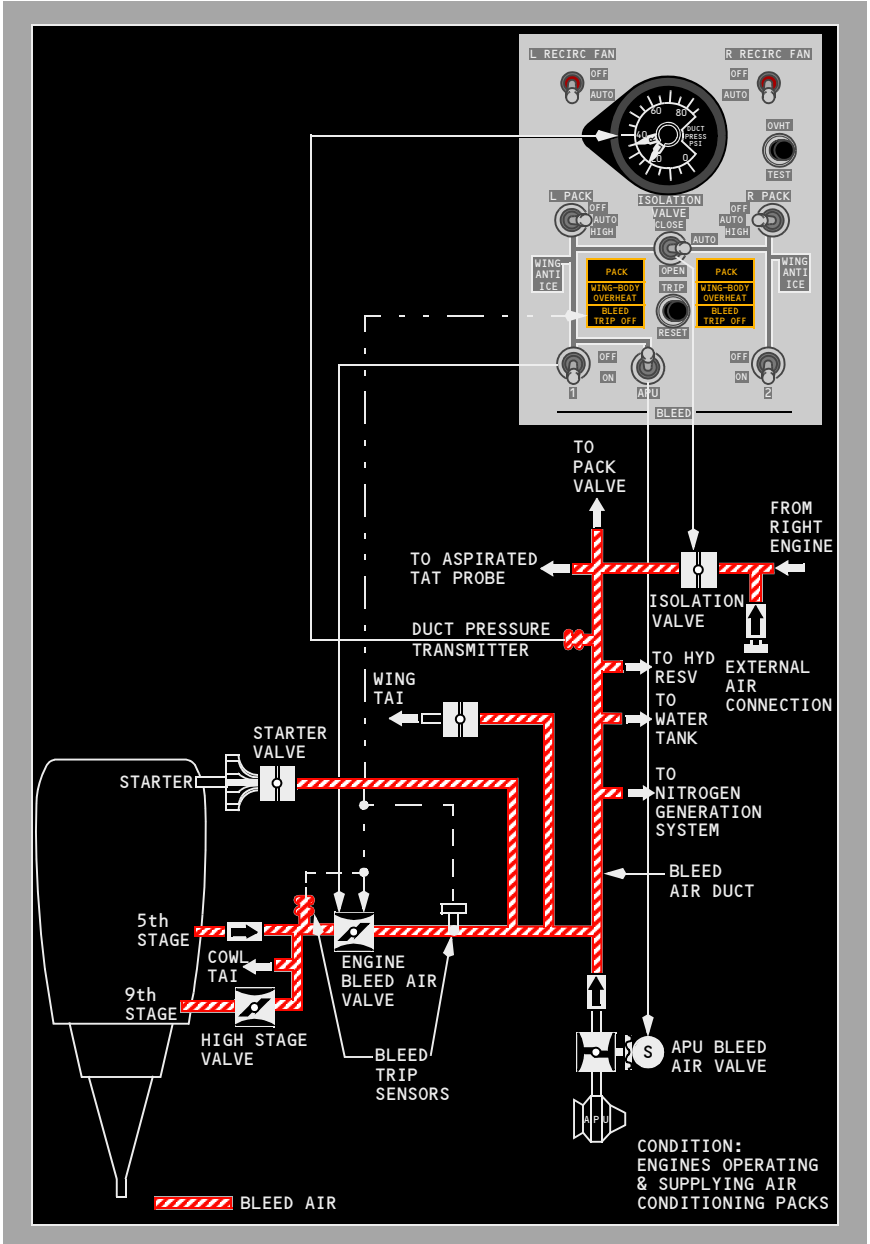 L RECIRC FAN
R RECIRC FAN
OFF
AUTO
OFF
AUTO
80
60
40
20
0
DUCT
PRESS
PSI
OVHT
TEST
L PACK
R PACK
ISOLATION
VALVE
CLOSE
OFF
AUTO
HIGH
OFF
AUTO
HIGH
AUTO
OPEN
WING
ANTI
ICE
WING
ANTI
ICE
PACK
WING-BODY
OVERHEAT
BLEED
TRIP OFF
PACK
WING-BODY
OVERHEAT
BLEED
TRIP OFF
TRIP
RESET
OFF
ON
OFF
ON
1
APU
2
BLEED
TO
PACK
VALVE
FROM
RIGHT
ENGINE
TO ASPIRATED
TAT PROBE
ISOLATION
VALVE
DUCT PRESSURE
TRANSMITTER
TO HYD
RESV
EXTERNAL
AIR
CONNECTION
WING
TAI
TO
WATER
TANK
STARTER
VALVE
STARTER
TO
NITROGEN
GENERATION
SYSTEM
BLEED
AIR DUCT
5th
STAGE
COWL
TAI
ENGINE
BLEED AIR
VALVE
9th
STAGE
HIGH STAGE
VALVE
BLEED
TRIP
SENSORS
S
APU BLEED
AIR VALVE
APU
CONDITION:
ENGINES OPERATING
& SUPPLYING AIR
CONDITIONING PACKS
BLEED AIR